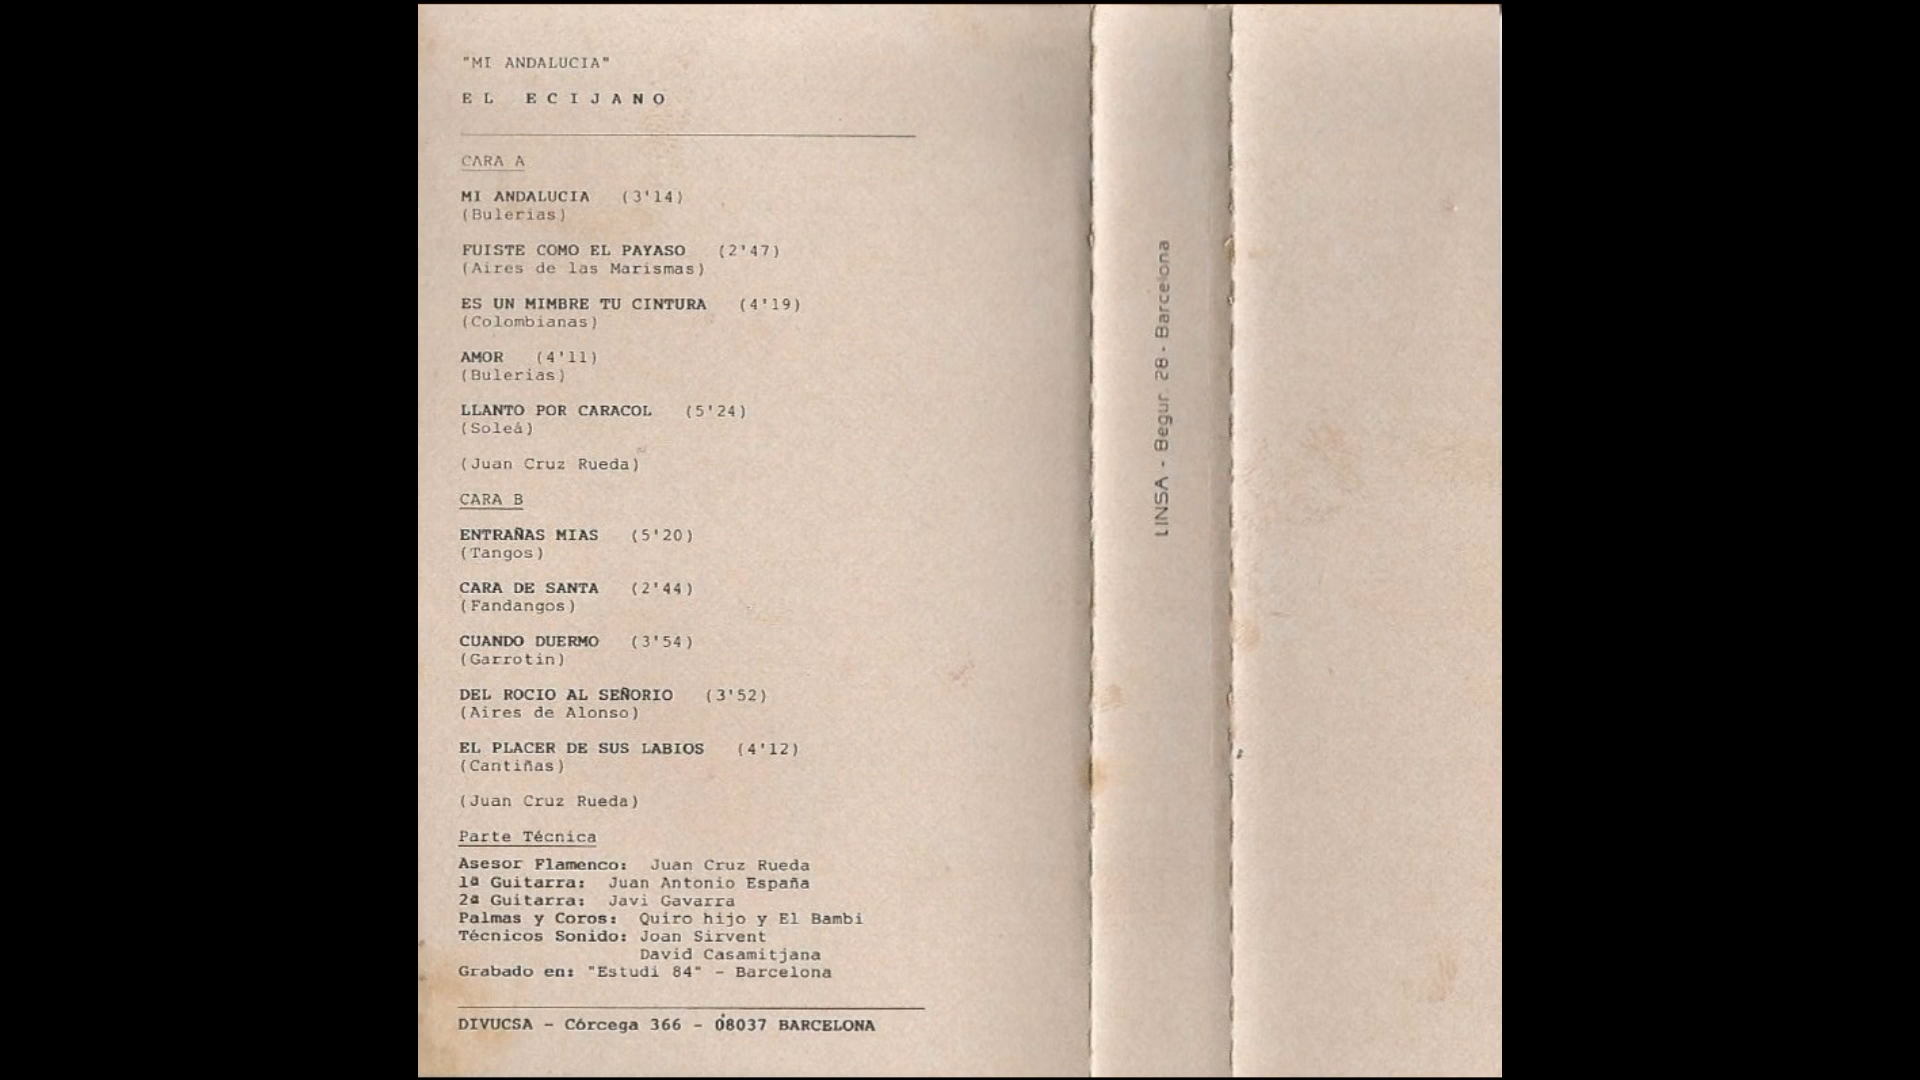 "MI ANDALUCIA"
EL ECIJANO
CARA A
MI ANDALUCIA (3'14)
(Bulerias)
FUISTE COMO EL PAYASO (2'47)
(Aires de las Marismas)
ES UN MIMBRE TU CINTURA (4'19)
(Colombianas)
AMOR (4'11)
(Bulerias)
LLANTO POR CARACOL (5'24)
(Soleá)
(Juan Cruz Rueda)
CARA B
ENTRAÑAS MIAS (5'20)
(Tangos)
CARA DE SANTA (2'44)
(Fandangos)
CUANDO DUERMO (3'54)
(Garrotin)
DEL ROCIO AL SEÑORIO (3'52)
(Aires de Alonso)
EL PLACER DE SUS LABIOS (4'12)
(Cantiñas)
(Juan Cruz Rueda)
Parte Técnica
Asesor Flamenco: Juan Cruz Rueda
1ª Guitarra: Juan Antonio España
2ª Guitarra: Javi Gavarra
Palmas y Coros: Quiro hijo y El Bambi
Técnicos Sonido: Joan Sirvent
David Casamitjana
Grabado en: "Estudi 84" - Barcelona
DIVUCSA - Córcega 366 - 08037 BARCELONA
LINSA - Begur. 28 - Barcelona